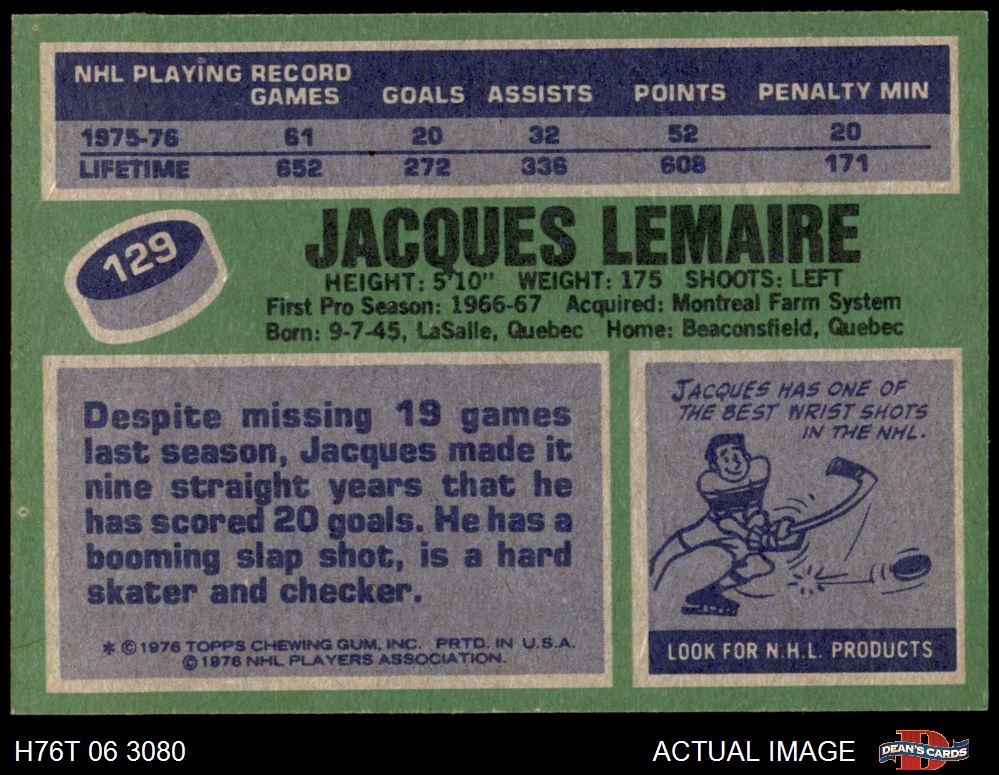 NHL PLAYING RECORD
GAMES GOALS ASSISTS POINTS PENALTY MIN
1975-76 61 20 32 52 20
LIFETIME 652 272 336 608 171
129
JACQUES LEMAIRE
HEIGHT: 5'10" WEIGHT: 175 SHOOTS: LEFT
First Pro Season: 1966-67 Acquired: Montreal Farm System
Born: 9-7-45, LaSalle, Quebec Home: Beaconsfield, Quebec
Despite missing 19 games
last season, Jacques made it
nine straight years that he
has scored 20 goals. He has a
booming slap shot, is a hard
skater and checker.
* © 1976 TOPPS CHEWING GUM, INC. PRTD. IN U.S.A.
© 1976 NHL PLAYERS ASSOCIATION.
JACQUES HAS ONE OF
THE BEST WRIST SHOTS
IN THE NHL.
LOOK FOR N.H.L. PRODUCTS
H76T 06 3080
ACTUAL IMAGE
D
DEAN'S CARDS